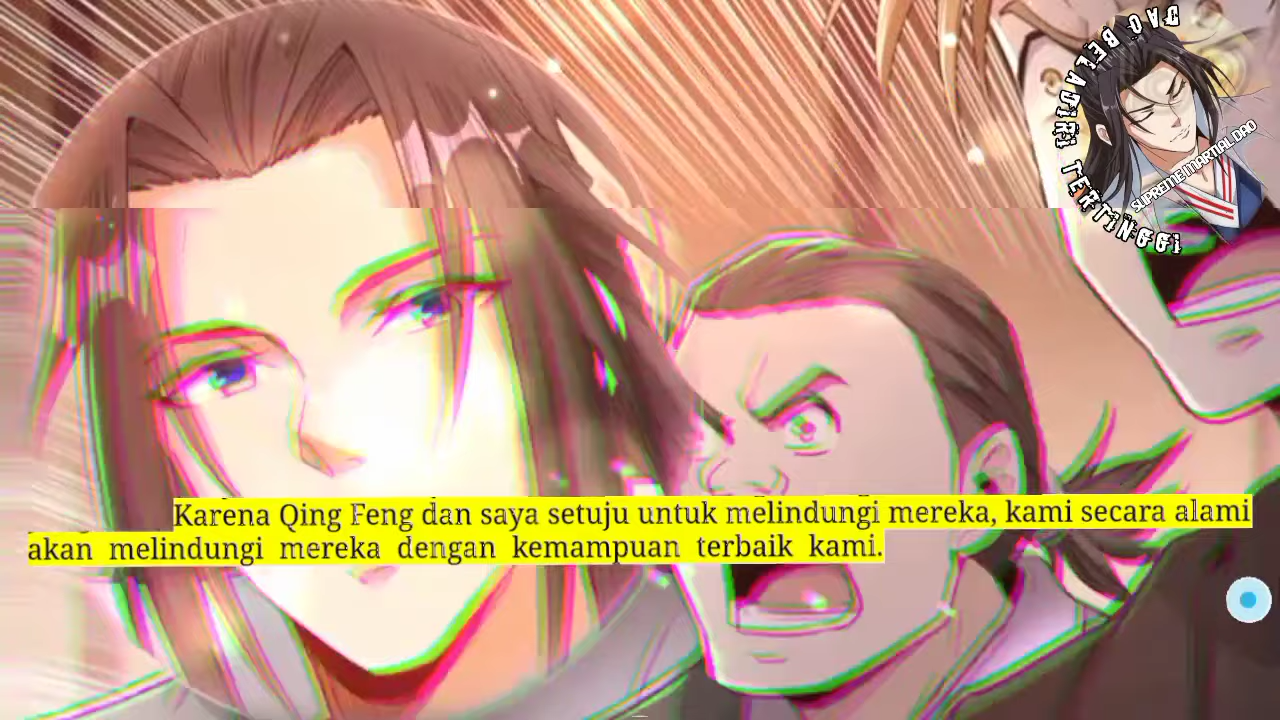 DAO BELADIRI TERTINGGI
SUPREME MARTIAL DAO
Karena Qing Feng dan saya setuju untuk melindungi mereka, kami secara alami
akan melindungi mereka dengan kemampuan terbaik kami.